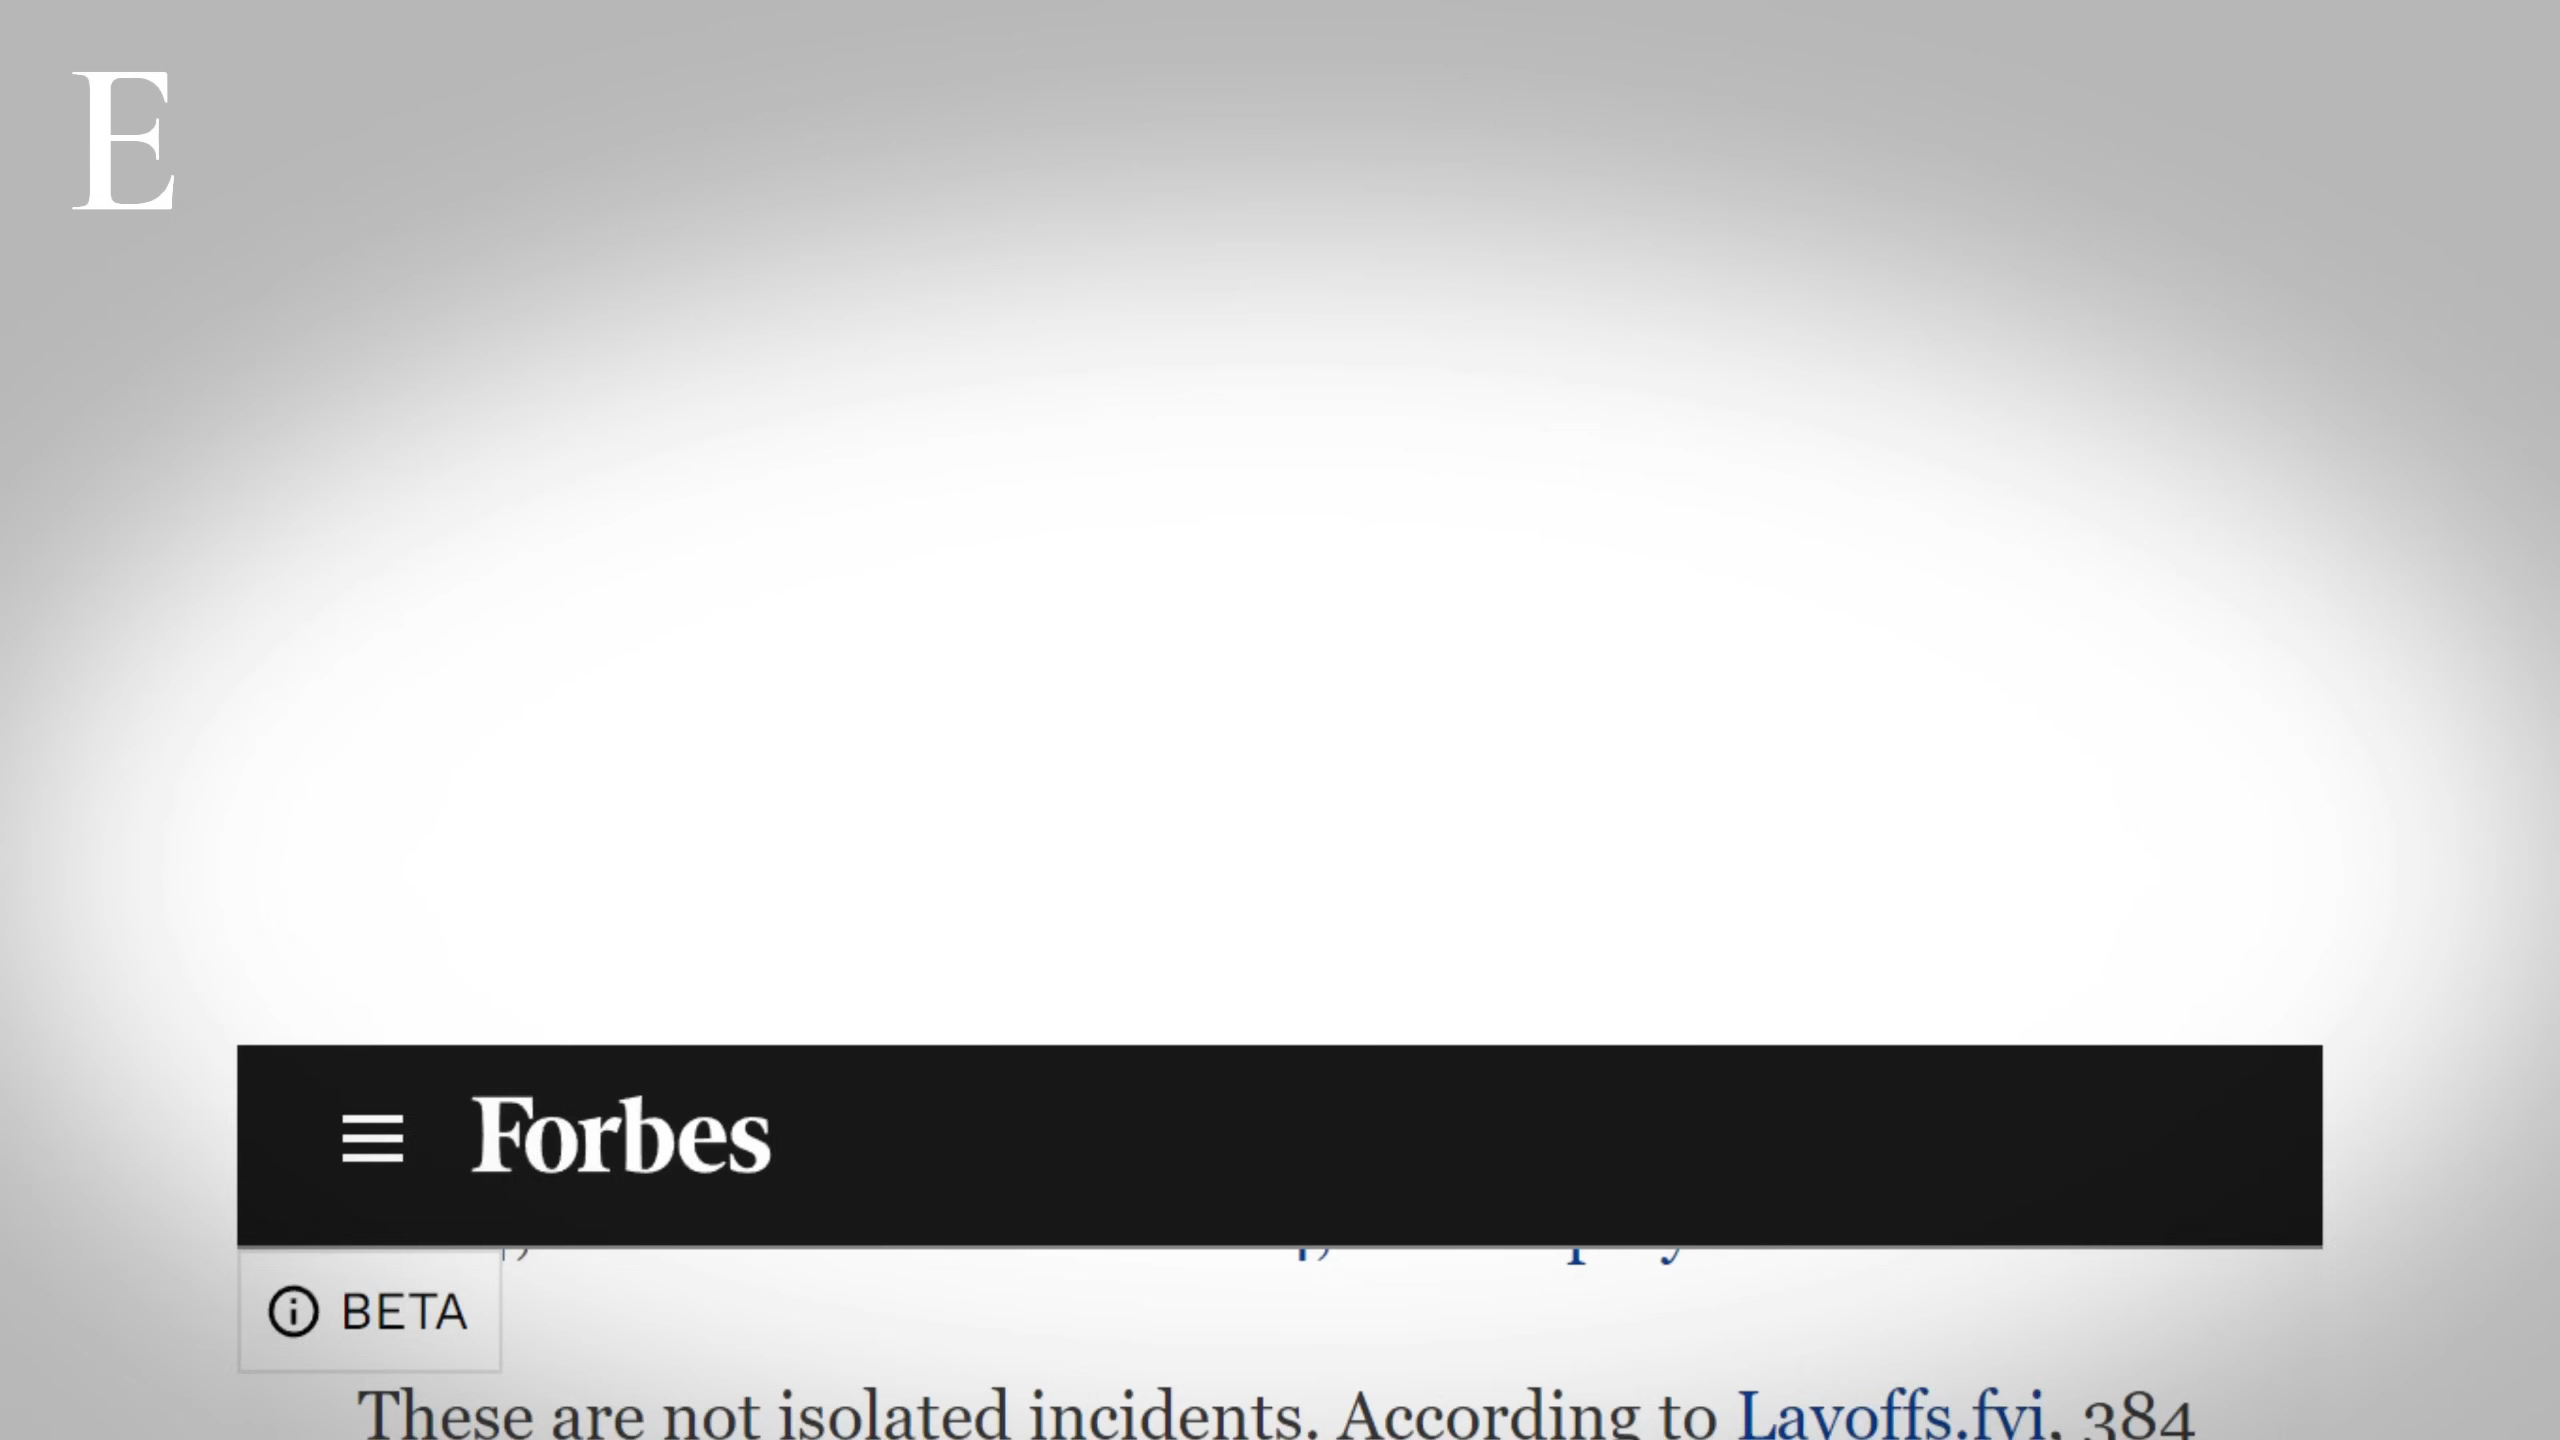 E
Forbes
BETA
These are not isolated incidents. According to Layoffs.fyi, 384